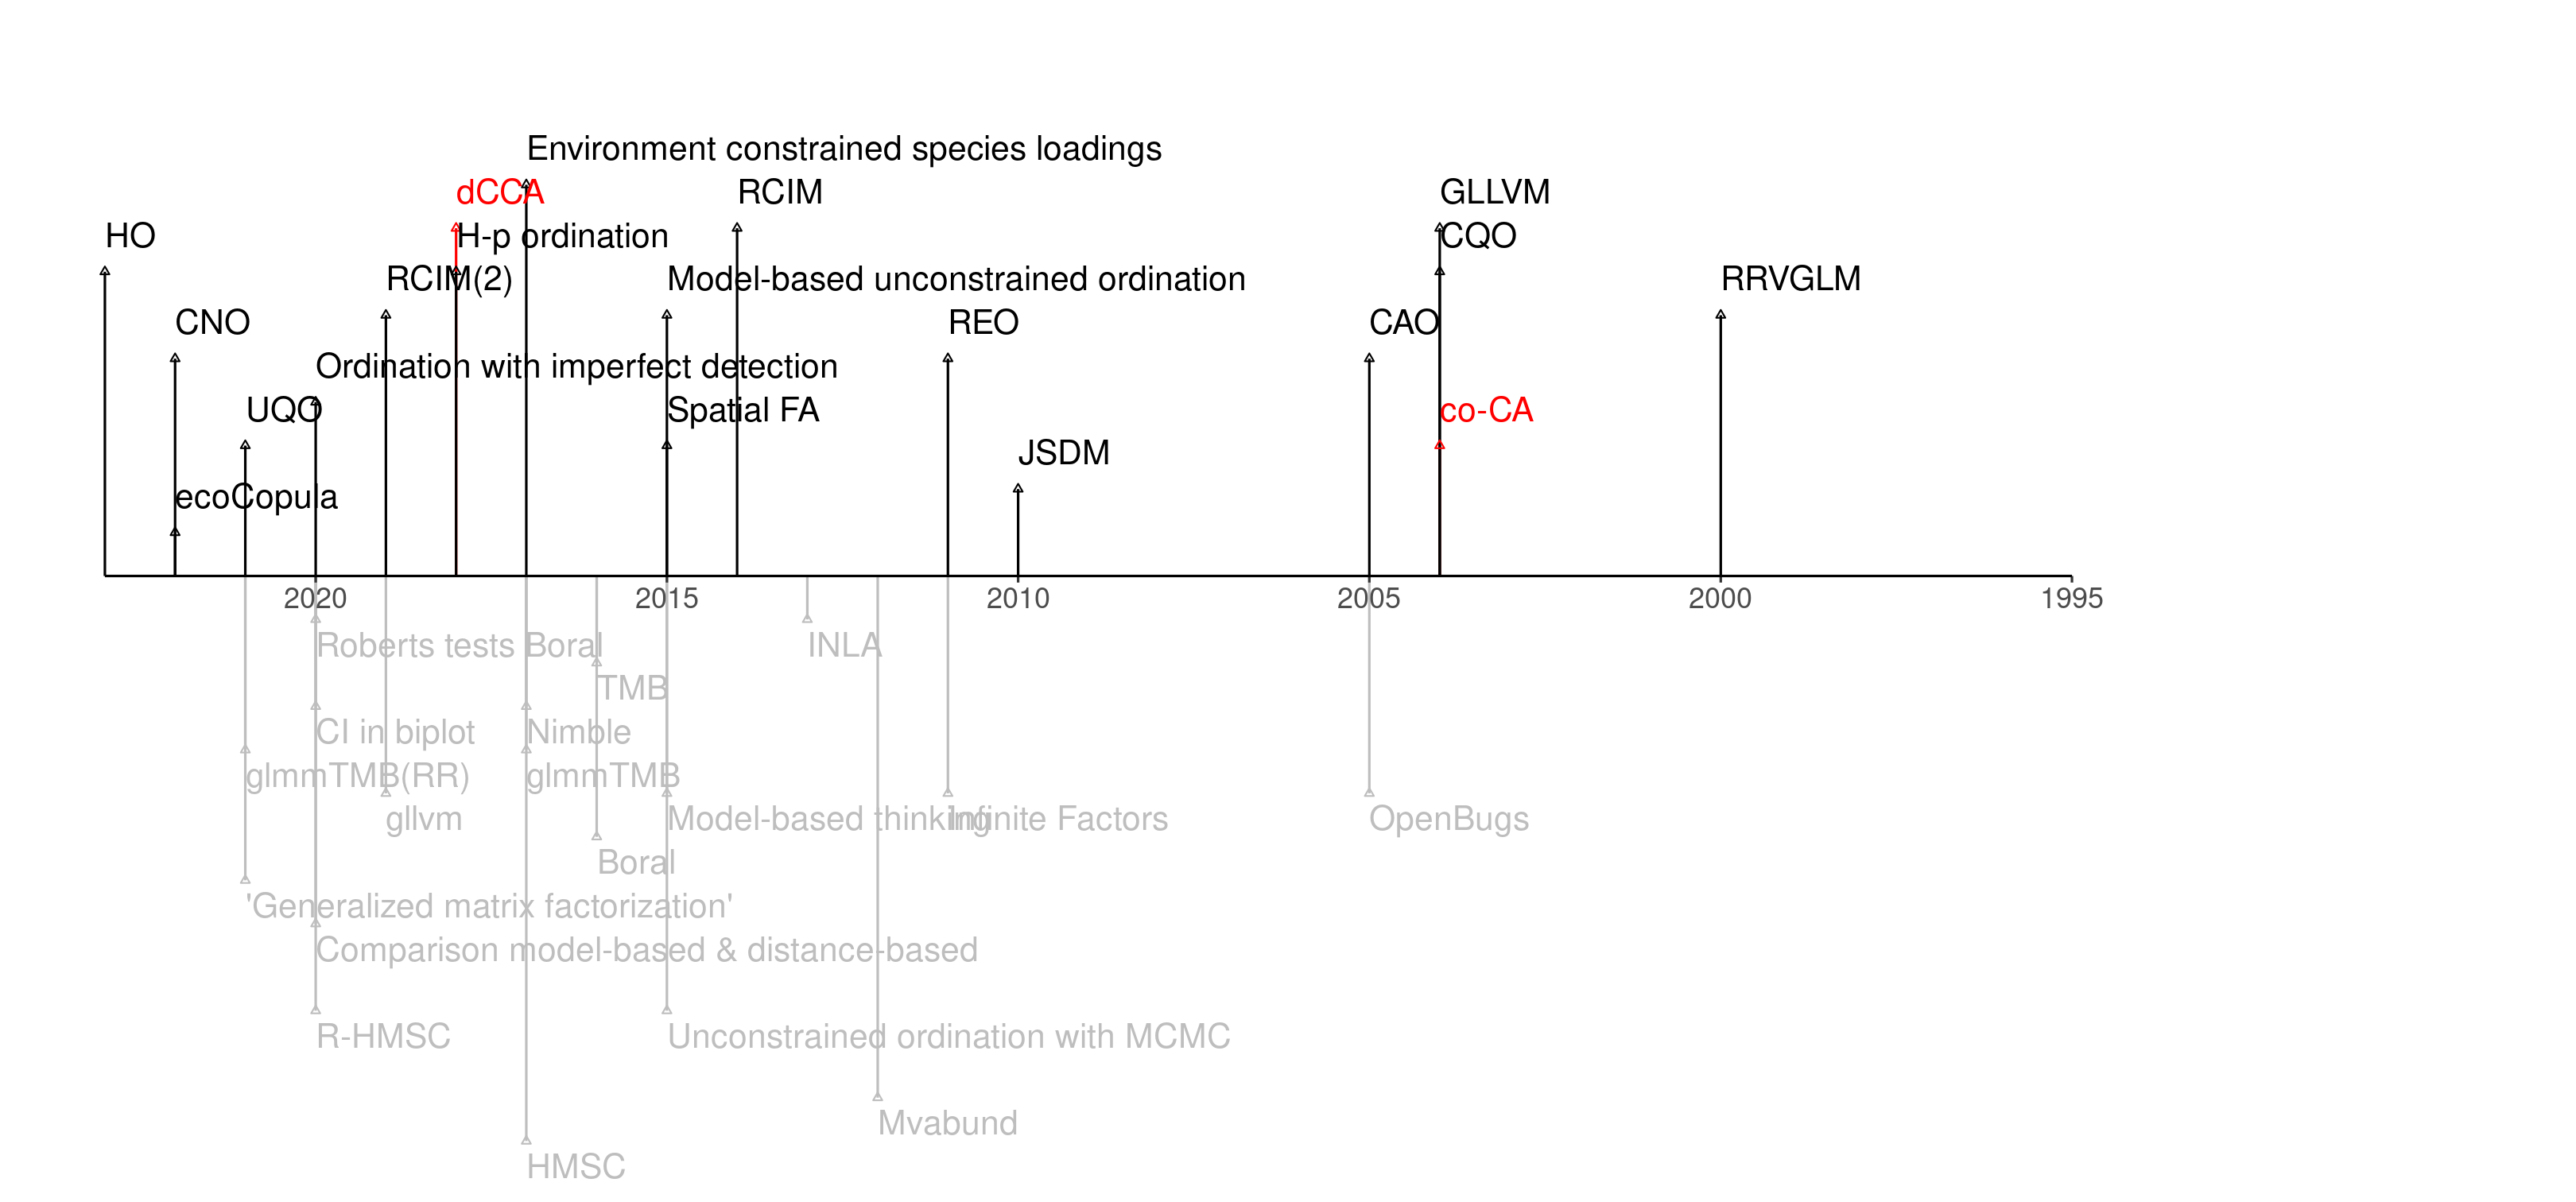 Environment constrained species loadings
dCCA
RCIM
GLLVM
HO
H-p ordination
CQO
RCIM(2)
Model-based unconstrained ordination
RRVGLM
CNO
REO
CAO
Ordination with imperfect detection
UQO
Spatial FA
co-CA
JSDM
ecoCopula
2020
2015
2010
2005
2000
1995
Roberts tests Boral
INLA
TMB
CI in biplot
Nimble
glmmTMB(RR)
glmmTMB
gllvm
Model-based thinking
Infinite Factors
OpenBugs
Boral
'Generalized matrix factorization'
Comparison model-based & distance-based
R-HMSC
Unconstrained ordination with MCMC
Mvabund
HMSC